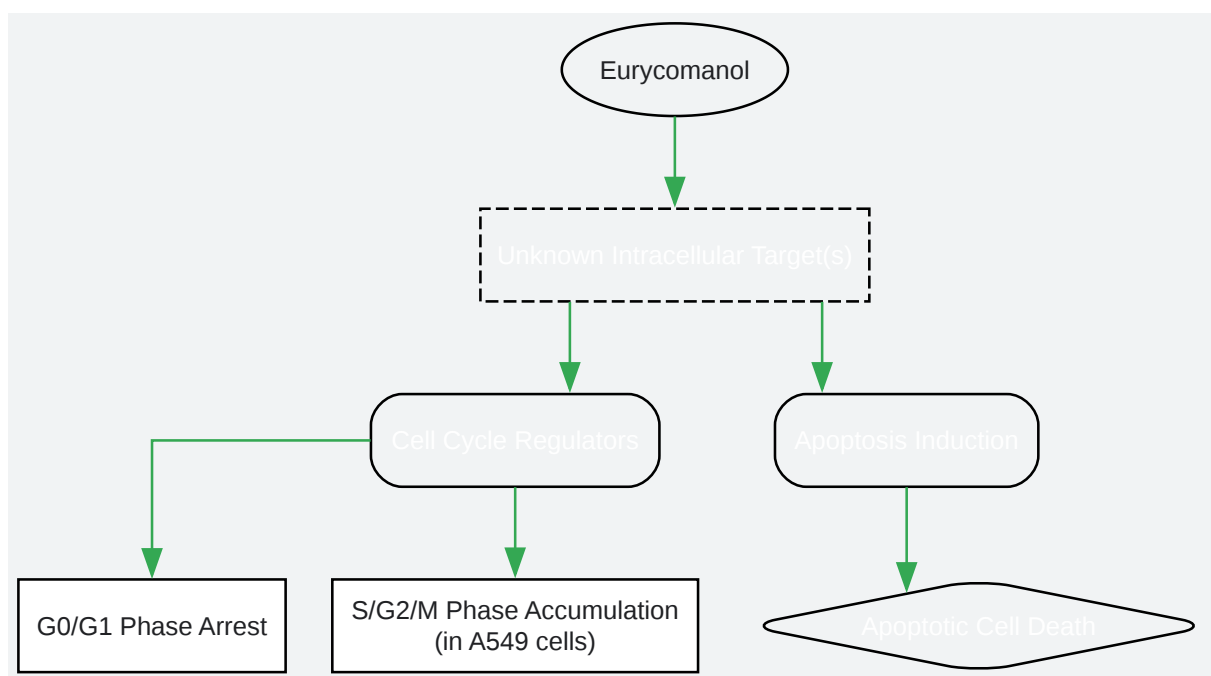 Eurycomanol
Unknown Intracellular Target(s)
Cell Cycle Regulators
Apoptosis Induction
G0/G1 Phase Arrest
S/G2/M Phase Accumulation
(in A549 cells)
Apoptotic Cell Death